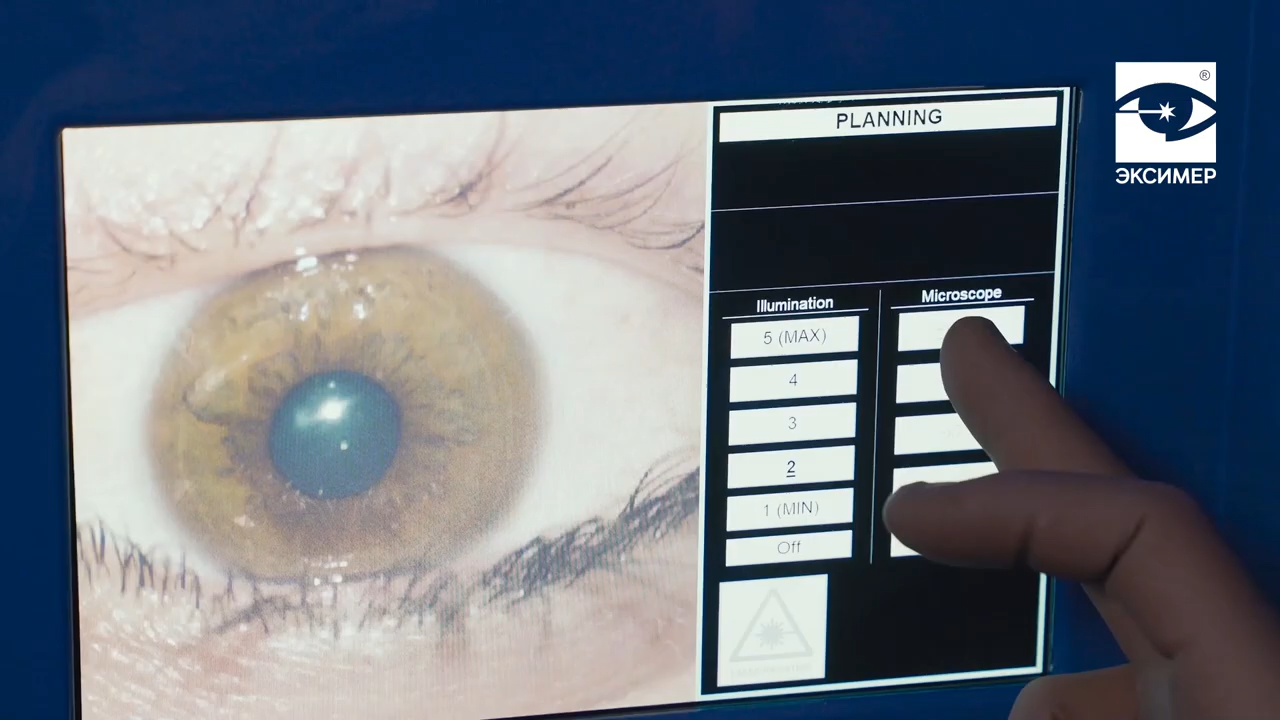 PLANNING
Illumination
Microscope
5 (MAX)
4
3
2
1 (MIN)
Off
®
ЭКСИМЕР